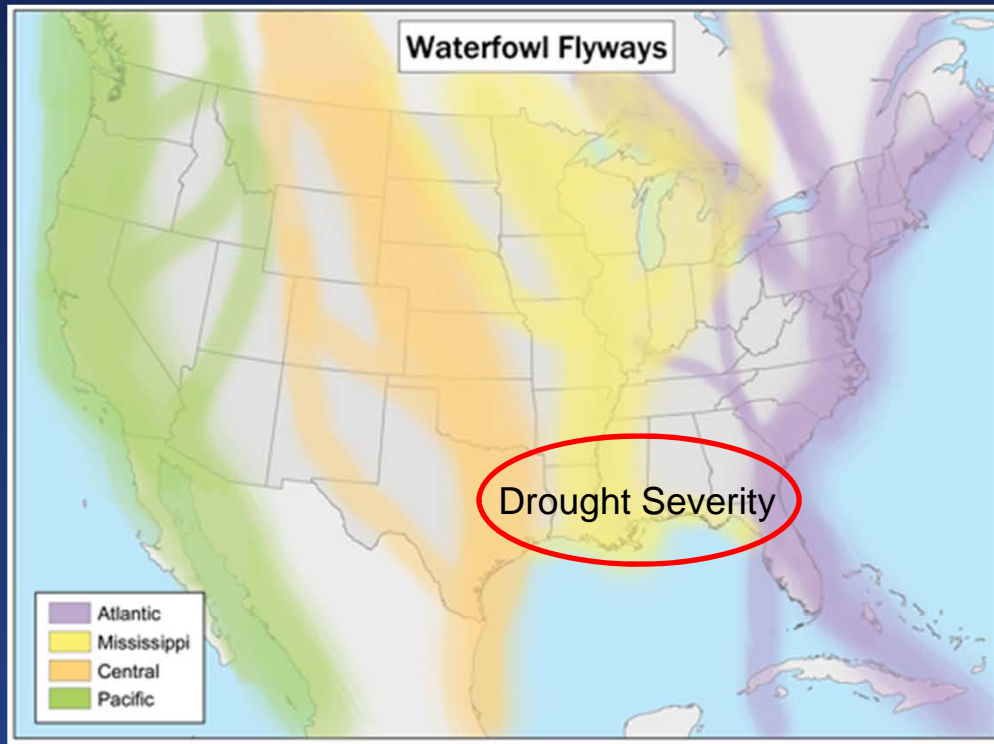 Waterfowl Flyways
Drought Severity
Atlantic
Mississippi
Central
Pacific